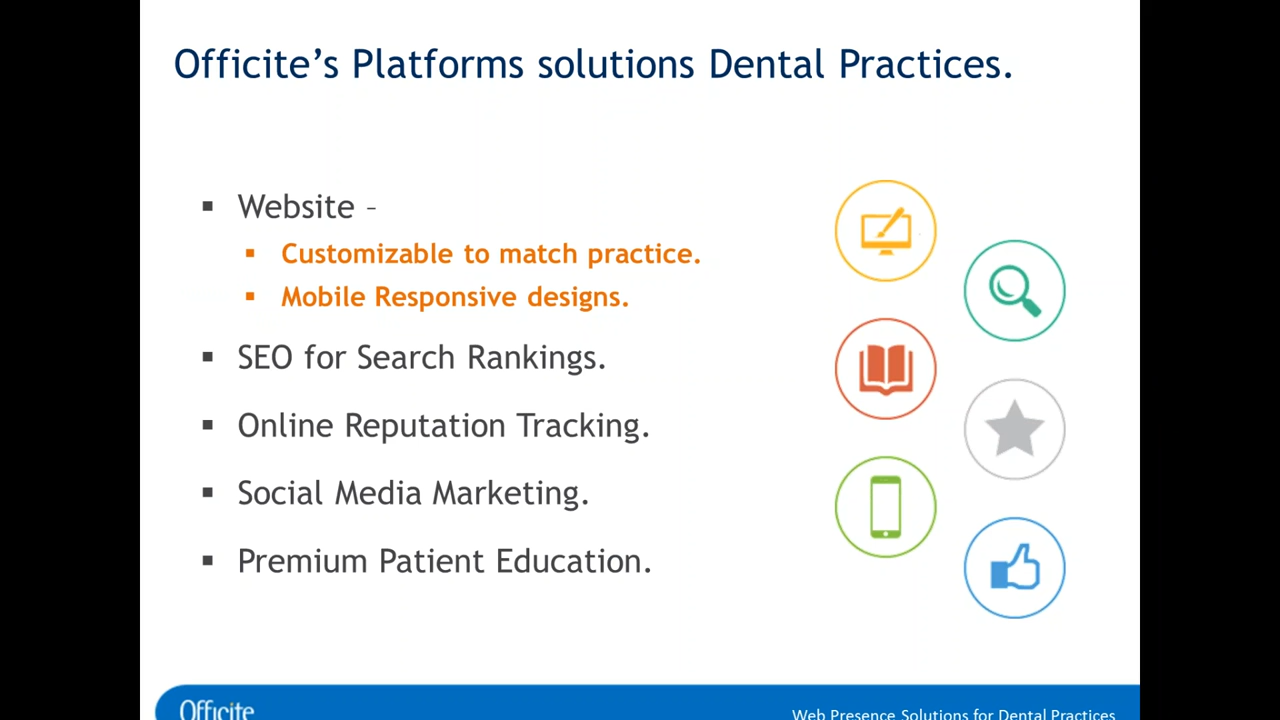 Officite’s Platforms solutions Dental Practices.
▪ Website –
▪ Customizable to match practice.
▪ Mobile Responsive designs.
▪ SEO for Search Rankings.
▪ Online Reputation Tracking.
▪ Social Media Marketing.
▪ Premium Patient Education.
Officite
Web Presence Solutions for Dental Practices